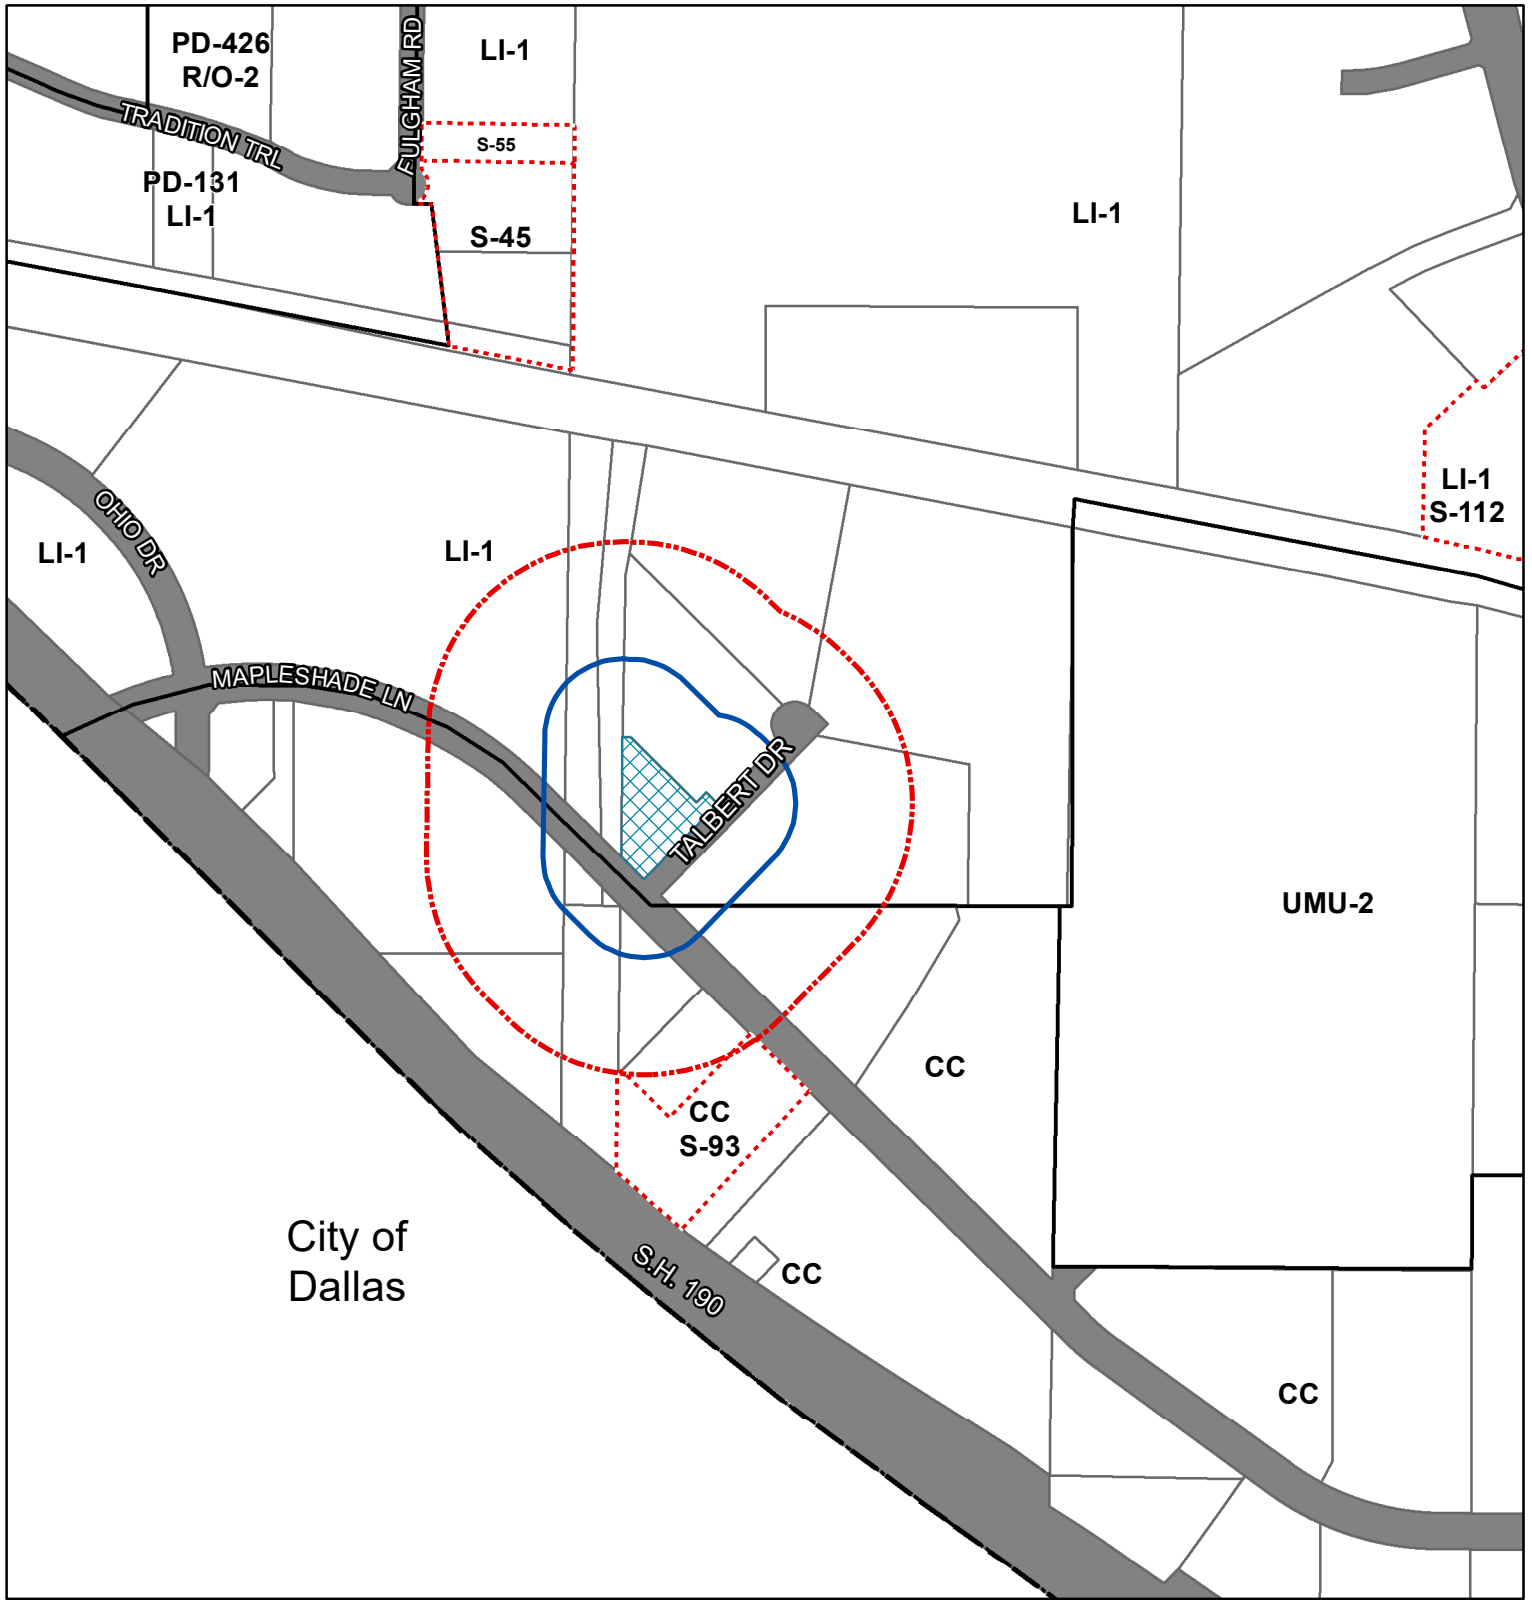 PD-426
R/O-2
FULGHAM RD
LI-1
TRADITION TRL
S-55
PD-131
LI-1
S-45
LI-1
LI-1
S-112
OHIO DR
LI-1
LI-1
MAPLESHADE LN
TALBERT DR
UMU-2
CC
CC
S-93
City of
Dallas
S.H. 190
CC
CC